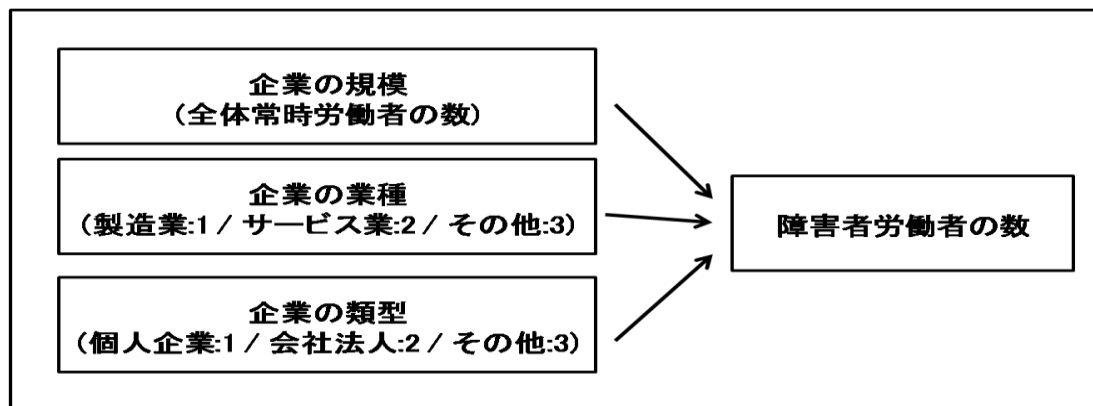 企業の規模
(全体常時労働者の数)
企業の業種
(製造業:1 / サービス業:2 / その他:3)
企業の類型
(個人企業:1 / 会社法人:2 / その他:3)
障害者労働者の数